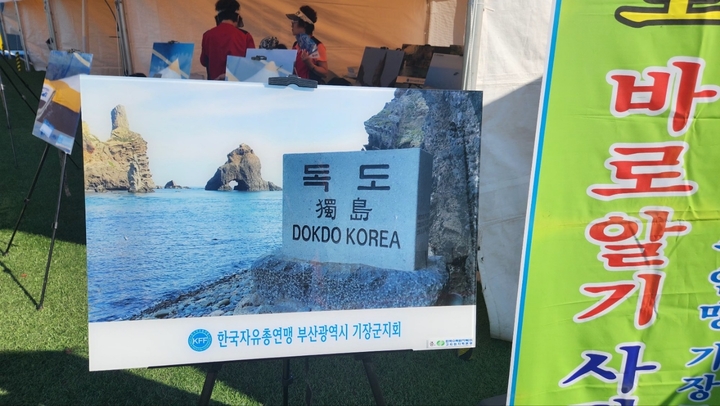 독 도
獨 島
DOKDO KOREA
KFF
한국자유총연맹 부산광역시 기장군지회
바로알기